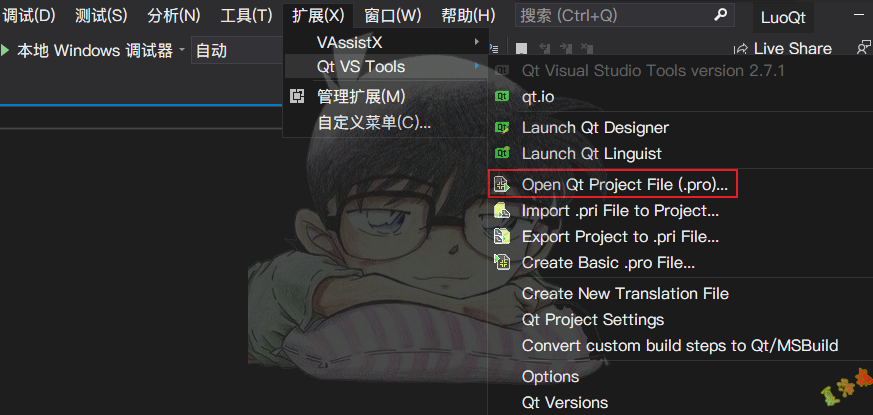 调试(D) 测试(S) 分析(N) 工具(T) 扩展(X) 窗口(W) 帮助(H) 搜索 (Ctrl+Q) LuoQt
本地 Windows 调试器 自动 Live Share
VAssistX
Qt VS Tools
管理扩展(M)
自定义菜单(C)...
Qt Visual Studio Tools version 2.7.1
qt.io
Launch Qt Designer
Launch Qt Linguist
Open Qt Project File (.pro)...
Import .pri File to Project...
Export Project to .pri File...
Create Basic .pro File...
Create New Translation File
Qt Project Settings
Convert custom build steps to Qt/MSBuild
Options
Qt Versions